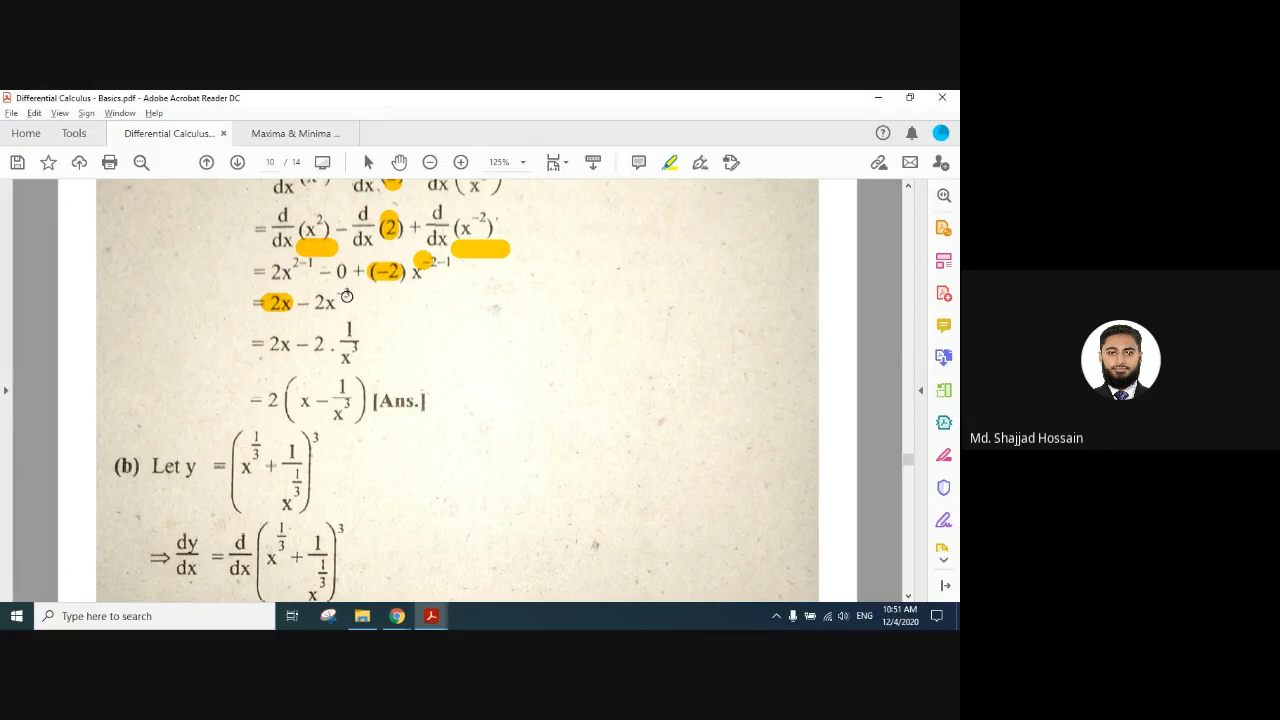 Differential Calculus - Basics.pdf - Adobe Acrobat Reader DC
File Edit View Sign Window Help
Home Tools Differential Calculus... × Maxima & Minima ...
10 / 14 125%
dx dx dx ( x )
= d/dx (x²) − d/dx (2) + d/dx (x⁻²)
= 2x²⁻¹ − 0 + (−2) x⁻²⁻¹
= 2x − 2x
= 2x − 2 . 1/x³
= 2 ( x − 1/x³ ) [Ans.]
(b) Let y = ( x^(1/3) + 1/x^(1/3) )³
⇒ dy/dx = d/dx ( x^(1/3) + 1/x^(1/3) )³
Md. Shajjad Hossain
Type here to search
ENG
10:51 AM
12/4/2020